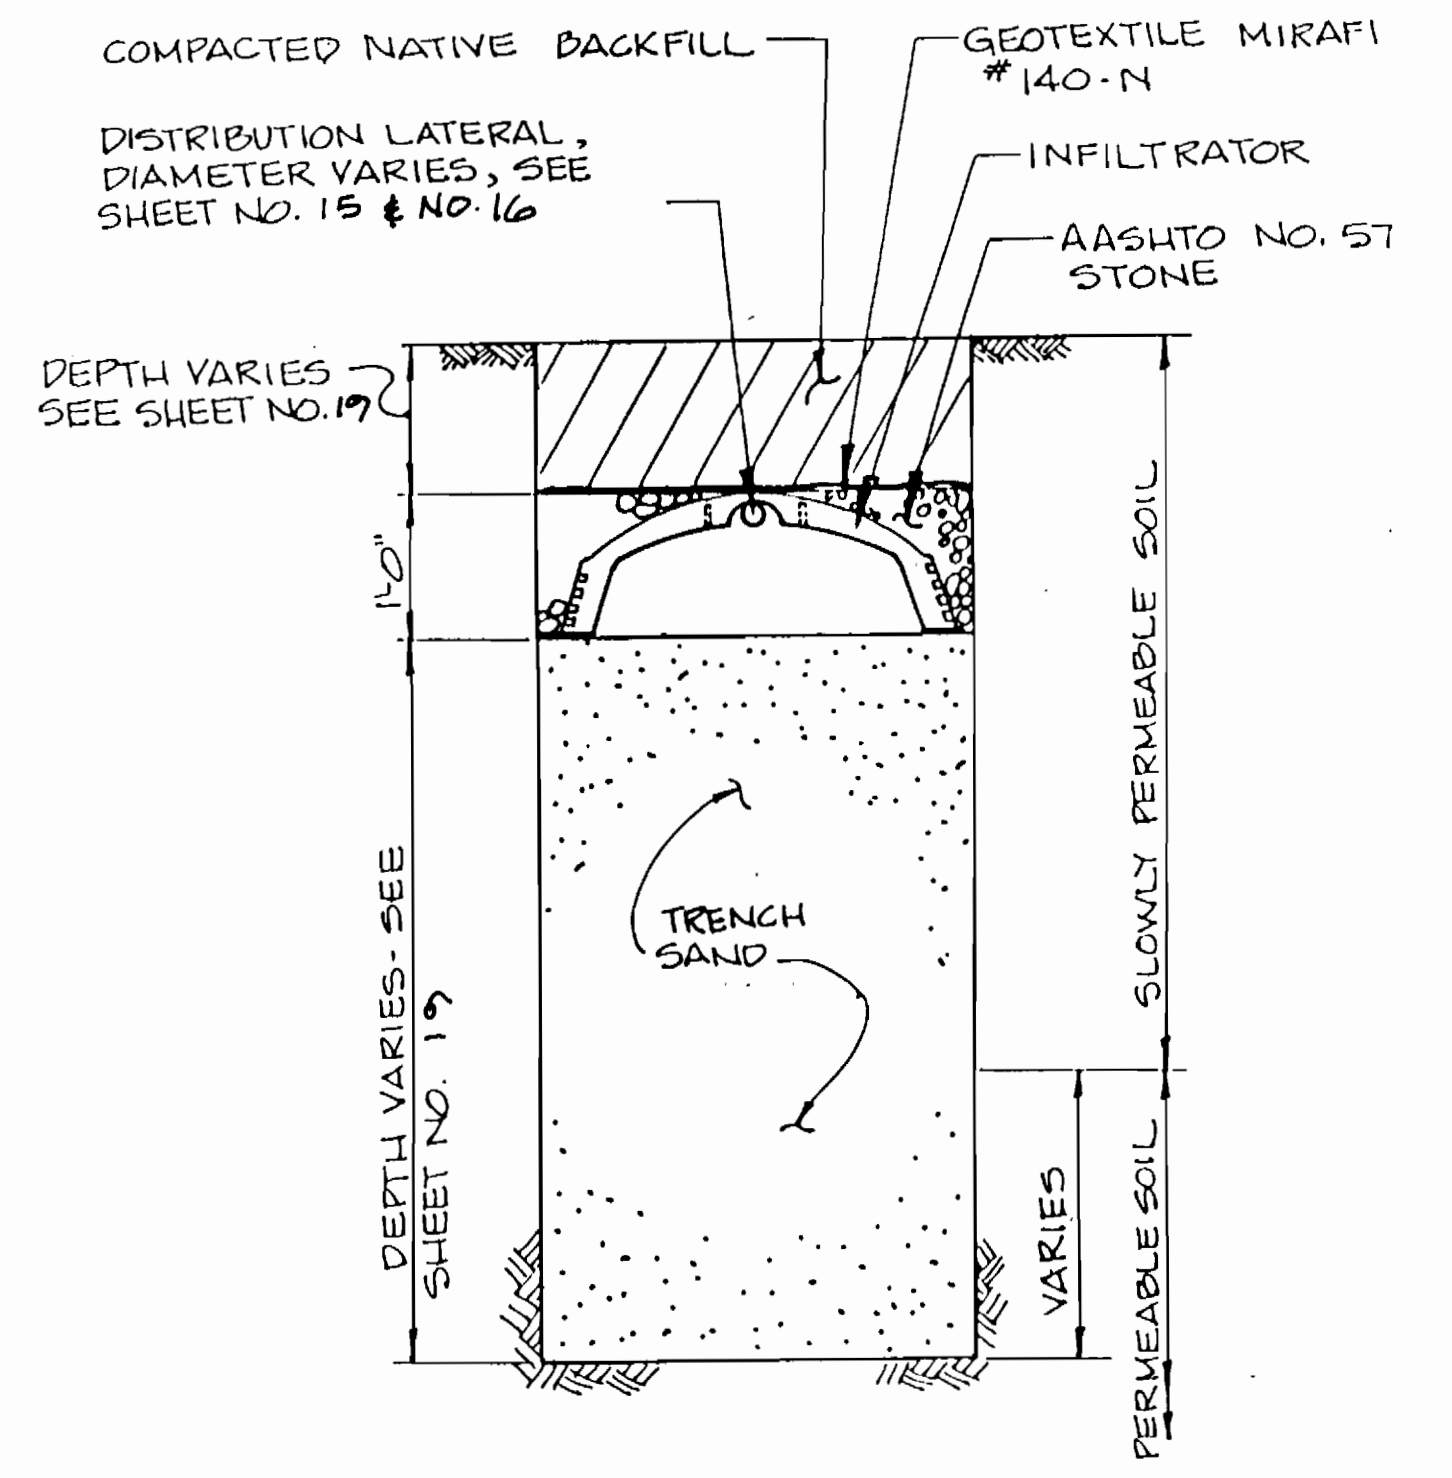 COMPACTED NATIVE BACKFILL
GEOTEXTILE MIRAFI
# 140-N
DISTRIBUTION LATERAL,
DIAMETER VARIES, SEE
SHEET NO. 15 & NO. 16
INFILTRATOR
AASHTO NO. 57
STONE
DEPTH VARIES
SEE SHEET NO. 19
1'-0"
SLOWLY PERMEABLE SOIL
TRENCH
SAND
DEPTH VARIES - SEE
SHEET NO. 19
VARIES
PERMEABLE SOIL